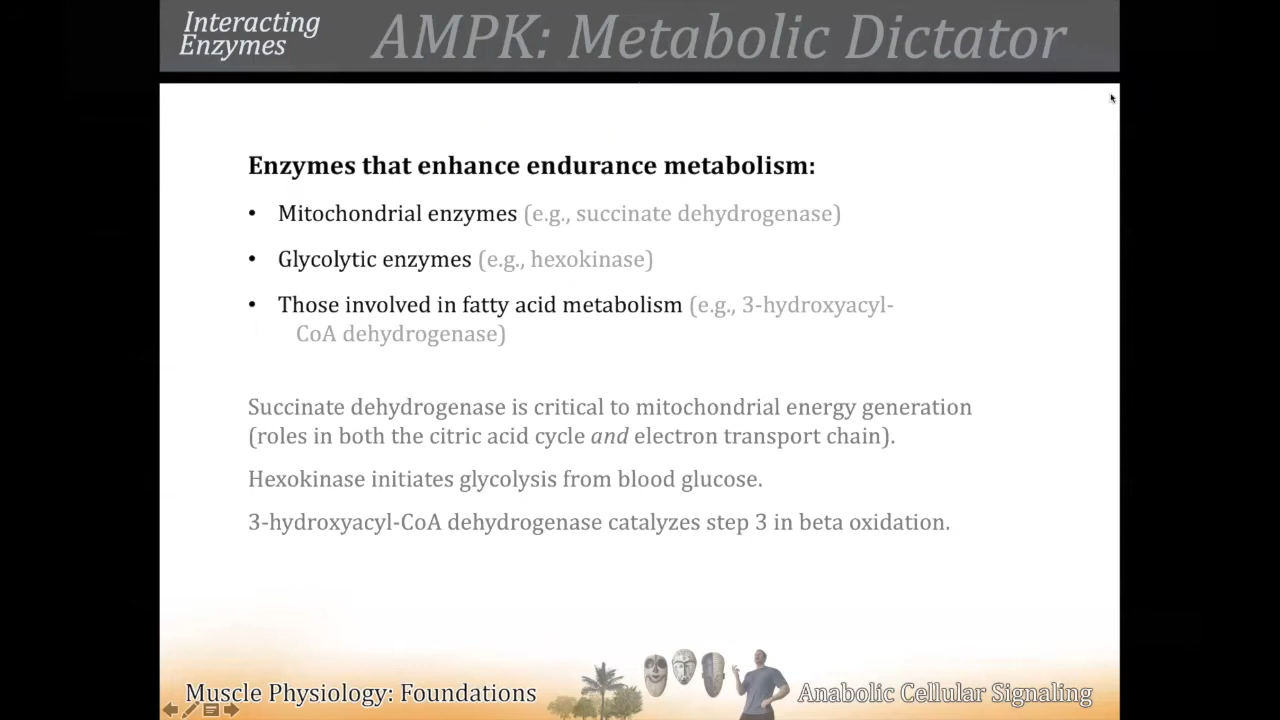 Interacting
Enzymes
AMPK: Metabolic Dictator
Enzymes that enhance endurance metabolism:
• Mitochondrial enzymes (e.g., succinate dehydrogenase)
• Glycolytic enzymes (e.g., hexokinase)
• Those involved in fatty acid metabolism (e.g., 3-hydroxyacyl-
CoA dehydrogenase)
Succinate dehydrogenase is critical to mitochondrial energy generation
(roles in both the citric acid cycle and electron transport chain).
Hexokinase initiates glycolysis from blood glucose.
3-hydroxyacyl-CoA dehydrogenase catalyzes step 3 in beta oxidation.
Muscle Physiology: Foundations
Anabolic Cellular Signaling